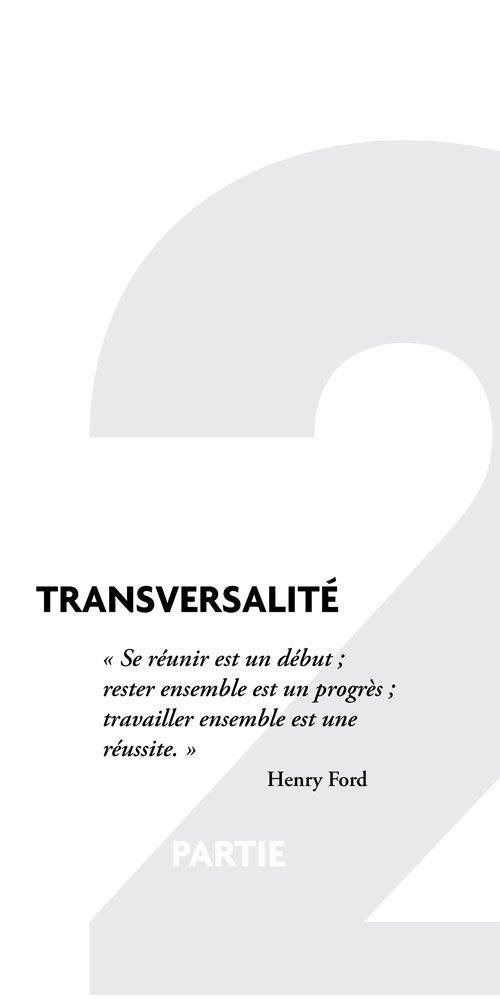 2
TRANSVERSALITÉ
« Se réunir est un début ;
rester ensemble est un progrès ;
travailler ensemble est une
réussite. »
Henry Ford
PARTIE